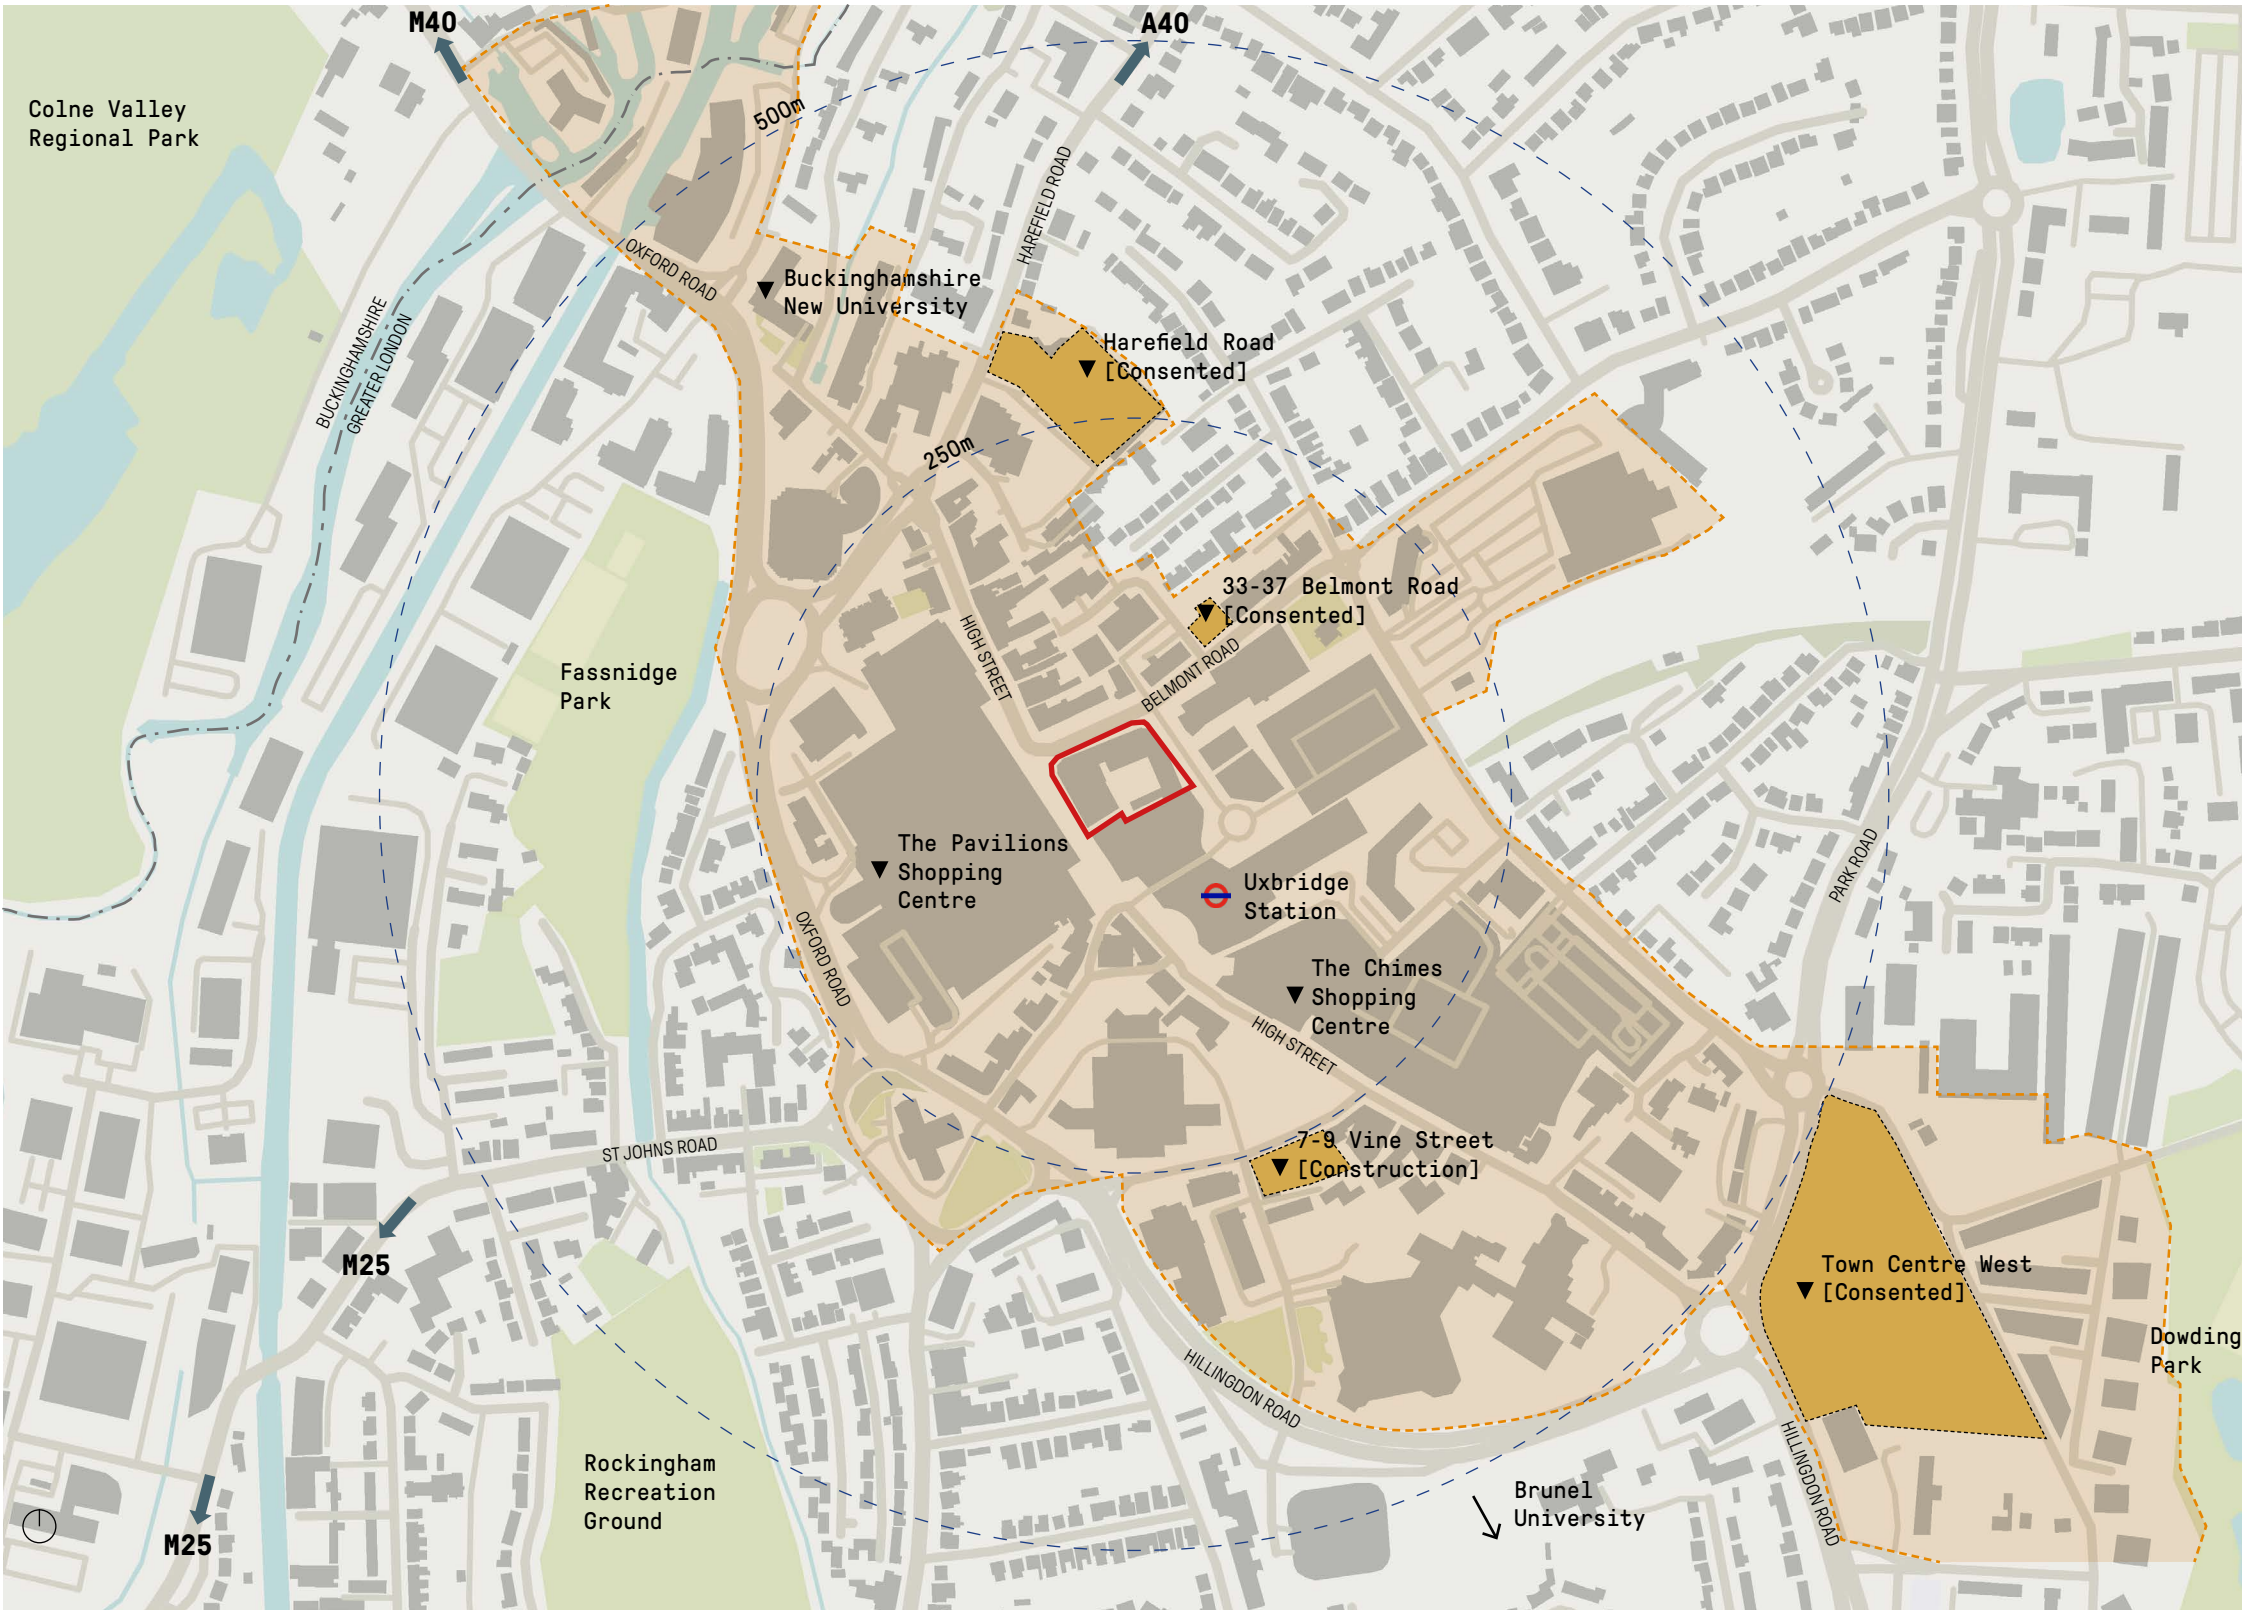 M40
A40
Colne Valley
Regional Park
500m
HAREFIELD ROAD
OXFORD ROAD
Buckinghamshire
New University
BUCKINGHAMSHIRE
GREATER LONDON
Harefield Road
[Consented]
250m
33-37 Belmont Road
[Consented]
HIGH STREET
BELMONT ROAD
Fassnidge
Park
The Pavilions
Shopping
Centre
Uxbridge
Station
PARK ROAD
OXFORD ROAD
The Chimes
Shopping
Centre
HIGH STREET
ST JOHNS ROAD
7-9 Vine Street
[Construction]
M25
Town Centre West
[Consented]
Dowding
Park
HILLINGDON ROAD
HILLINGDON ROAD
Rockingham
Recreation
Ground
Brunel
University
M25